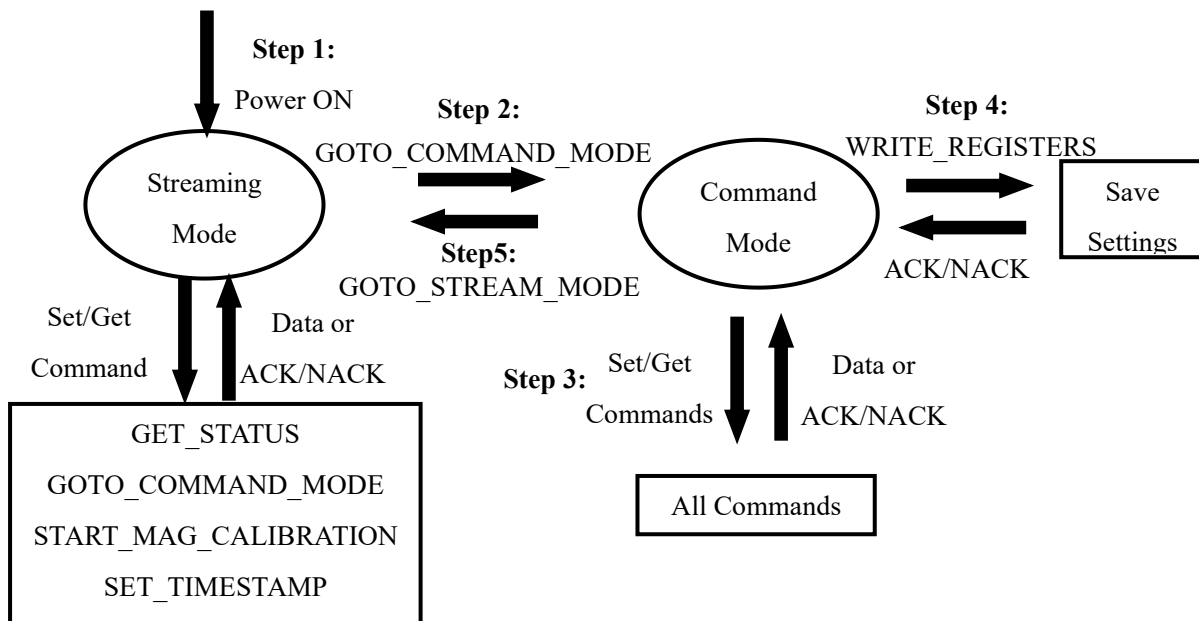 Step 1:
Power ON
Streaming
Mode
Step 2:
GOTO_COMMAND_MODE
Step5:
GOTO_STREAM_MODE
Command
Mode
Step 4:
WRITE_REGISTERS
ACK/NACK
Save
Settings
Set/Get
Command
Data or
ACK/NACK
Step 3:
Set/Get
Commands
Data or
ACK/NACK
GET_STATUS
GOTO_COMMAND_MODE
START_MAG_CALIBRATION
SET_TIMESTAMP
All Commands